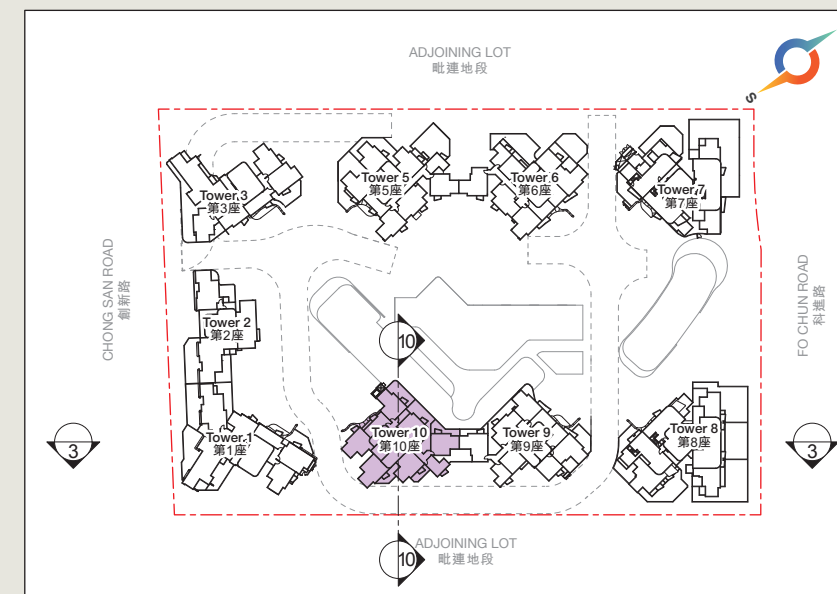 ADJOINING LOT
毗連地段
S
Tower 3
第3座
Tower 5
第5座
Tower 6
第6座
Tower 7
第7座
CHONG SAN ROAD
創新路
FO CHUN ROAD
科進路
Tower 2
第2座
10
Tower 1
第1座
Tower 10
第10座
Tower 9
第9座
Tower 8
第8座
3
3
ADJOINING LOT
毗連地段
10